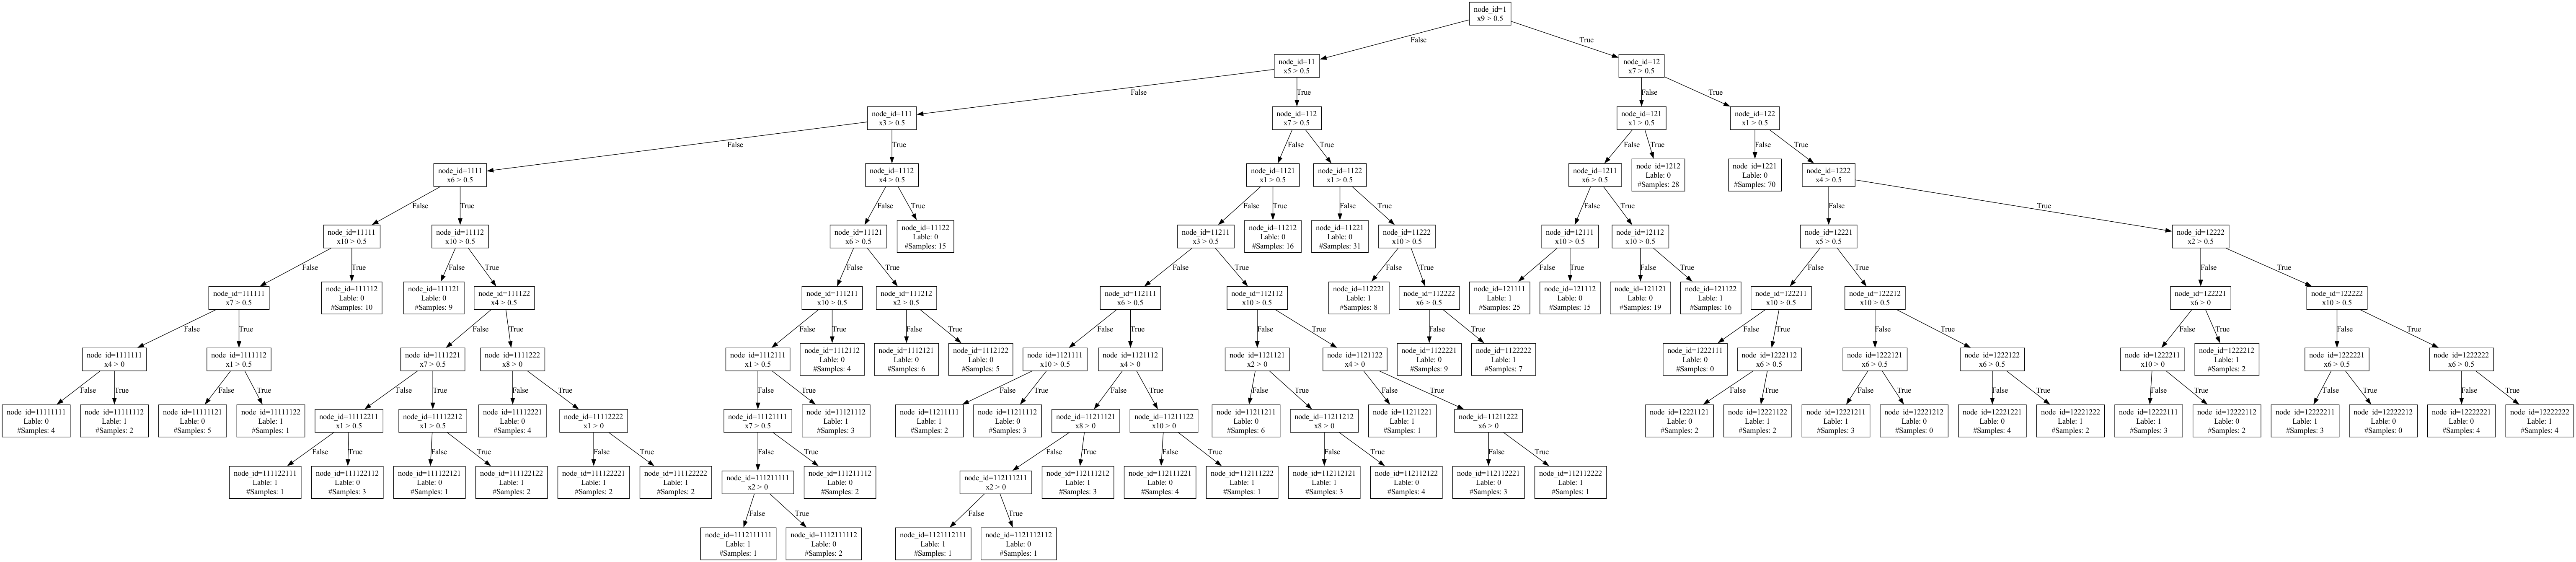 node_id=1
x9 > 0.5
False
True
node_id=11
x5 > 0.5
node_id=12
x7 > 0.5
False
True
False
True
node_id=111
x3 > 0.5
node_id=112
x7 > 0.5
node_id=121
x1 > 0.5
node_id=122
x1 > 0.5
False
True
False
True
False
True
False
True
node_id=1111
x6 > 0.5
node_id=1112
x4 > 0.5
node_id=1121
x1 > 0.5
node_id=1122
x1 > 0.5
node_id=1211
x6 > 0.5
node_id=1212
Lable: 0
#Samples: 28
node_id=1221
Lable: 0
#Samples: 70
node_id=1222
x4 > 0.5
False
True
False
True
False
True
False
True
False
True
False
True
node_id=11111
x10 > 0.5
node_id=11112
x10 > 0.5
node_id=11121
x6 > 0.5
node_id=11122
Lable: 0
#Samples: 15
node_id=11211
x3 > 0.5
node_id=11212
Lable: 0
#Samples: 16
node_id=11221
Lable: 0
#Samples: 31
node_id=11222
x10 > 0.5
node_id=12111
x10 > 0.5
node_id=12112
x10 > 0.5
node_id=12221
x5 > 0.5
node_id=12222
x2 > 0.5
False
True
False
True
False
True
False
True
False
True
False
True
False
True
False
True
False
True
node_id=111111
x7 > 0.5
node_id=111112
Lable: 0
#Samples: 10
node_id=111121
Lable: 0
#Samples: 9
node_id=111122
x4 > 0.5
node_id=111211
x10 > 0.5
node_id=111212
x2 > 0.5
node_id=112111
x6 > 0.5
node_id=112112
x10 > 0.5
node_id=112221
Lable: 1
#Samples: 8
node_id=112222
x6 > 0.5
node_id=121111
Lable: 1
#Samples: 25
node_id=121112
Lable: 0
#Samples: 15
node_id=121121
Lable: 0
#Samples: 19
node_id=121122
Lable: 1
#Samples: 16
node_id=122211
x10 > 0.5
node_id=122212
x10 > 0.5
node_id=122221
x6 > 0
node_id=122222
x10 > 0.5
False
True
False
True
False
True
False
True
False
True
False
True
False
True
False
True
False
True
False
True
False
True
node_id=1111111
x4 > 0
node_id=1111112
x1 > 0.5
node_id=1111221
x7 > 0.5
node_id=1111222
x8 > 0
node_id=1112111
x1 > 0.5
node_id=1112112
Lable: 0
#Samples: 4
node_id=1112121
Lable: 0
#Samples: 6
node_id=1112122
Lable: 0
#Samples: 5
node_id=1121111
x10 > 0.5
node_id=1121112
x4 > 0
node_id=1121121
x2 > 0
node_id=1121122
x4 > 0
node_id=1122221
Lable: 0
#Samples: 9
node_id=1122222
Lable: 1
#Samples: 7
node_id=1222111
Lable: 0
#Samples: 0
node_id=1222112
x6 > 0.5
node_id=1222121
x6 > 0.5
node_id=1222122
x6 > 0.5
node_id=1222211
x10 > 0
node_id=1222212
Lable: 1
#Samples: 2
node_id=1222221
x6 > 0.5
node_id=1222222
x6 > 0.5
False
True
False
True
False
True
False
True
False
True
False
True
False
True
False
True
False
True
False
True
False
True
False
True
False
True
False
True
False
True
node_id=11111111
Lable: 0
#Samples: 4
node_id=11111112
Lable: 1
#Samples: 2
node_id=11111121
Lable: 0
#Samples: 5
node_id=11111122
Lable: 1
#Samples: 1
node_id=11112211
x1 > 0.5
node_id=11112212
x1 > 0.5
node_id=11112221
Lable: 0
#Samples: 4
node_id=11112222
x1 > 0
node_id=11121111
x7 > 0.5
node_id=11121112
Lable: 1
#Samples: 3
node_id=11211111
Lable: 1
#Samples: 2
node_id=11211112
Lable: 0
#Samples: 3
node_id=11211121
x8 > 0
node_id=11211122
x10 > 0
node_id=11211211
Lable: 0
#Samples: 6
node_id=11211212
x8 > 0
node_id=11211221
Lable: 1
#Samples: 1
node_id=11211222
x6 > 0
node_id=12221121
Lable: 0
#Samples: 2
node_id=12221122
Lable: 1
#Samples: 2
node_id=12221211
Lable: 1
#Samples: 3
node_id=12221212
Lable: 0
#Samples: 0
node_id=12221221
Lable: 0
#Samples: 4
node_id=12221222
Lable: 1
#Samples: 2
node_id=12222111
Lable: 1
#Samples: 3
node_id=12222112
Lable: 0
#Samples: 2
node_id=12222211
Lable: 1
#Samples: 3
node_id=12222212
Lable: 0
#Samples: 0
node_id=12222221
Lable: 0
#Samples: 4
node_id=12222222
Lable: 1
#Samples: 4
False
True
False
True
False
True
False
True
False
True
False
True
False
True
False
True
node_id=111122111
Lable: 1
#Samples: 1
node_id=111122112
Lable: 0
#Samples: 3
node_id=111122121
Lable: 0
#Samples: 1
node_id=111122122
Lable: 1
#Samples: 2
node_id=111122221
Lable: 1
#Samples: 2
node_id=111122222
Lable: 1
#Samples: 2
node_id=111211111
x2 > 0
node_id=111211112
Lable: 0
#Samples: 2
node_id=112111211
x2 > 0
node_id=112111212
Lable: 1
#Samples: 3
node_id=112111221
Lable: 0
#Samples: 4
node_id=112111222
Lable: 1
#Samples: 1
node_id=112112121
Lable: 1
#Samples: 3
node_id=112112122
Lable: 0
#Samples: 4
node_id=112112221
Lable: 0
#Samples: 3
node_id=112112222
Lable: 1
#Samples: 1
False
True
False
True
node_id=1112111111
Lable: 1
#Samples: 1
node_id=1112111112
Lable: 0
#Samples: 2
node_id=1121112111
Lable: 1
#Samples: 1
node_id=1121112112
Lable: 0
#Samples: 1